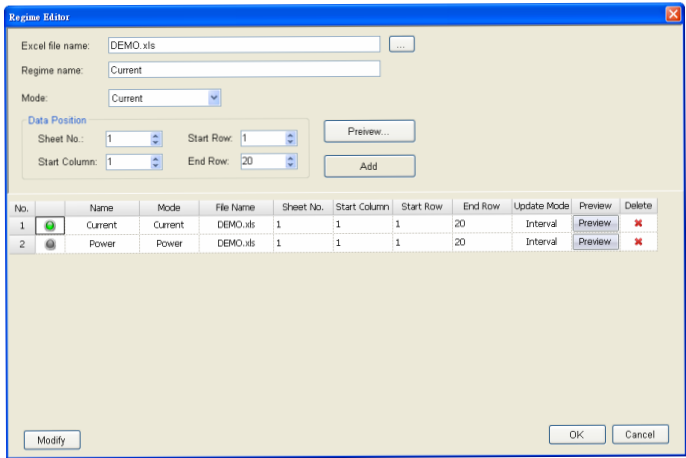 Regime Editor
Excel file name: DEMO.xls ...
Regime name: Current
Mode: Current
Data Position
Sheet No.: 1 Start Row: 1 Preivew...
Start Column: 1 End Row: 20 Add
No. Name Mode File Name Sheet No. Start Column Start Row End Row Update Mode Preview Delete
1 Current Current DEMO.xls 1 1 1 20 Interval Preview
2 Power Power DEMO.xls 1 1 1 20 Interval Preview
Modify OK Cancel